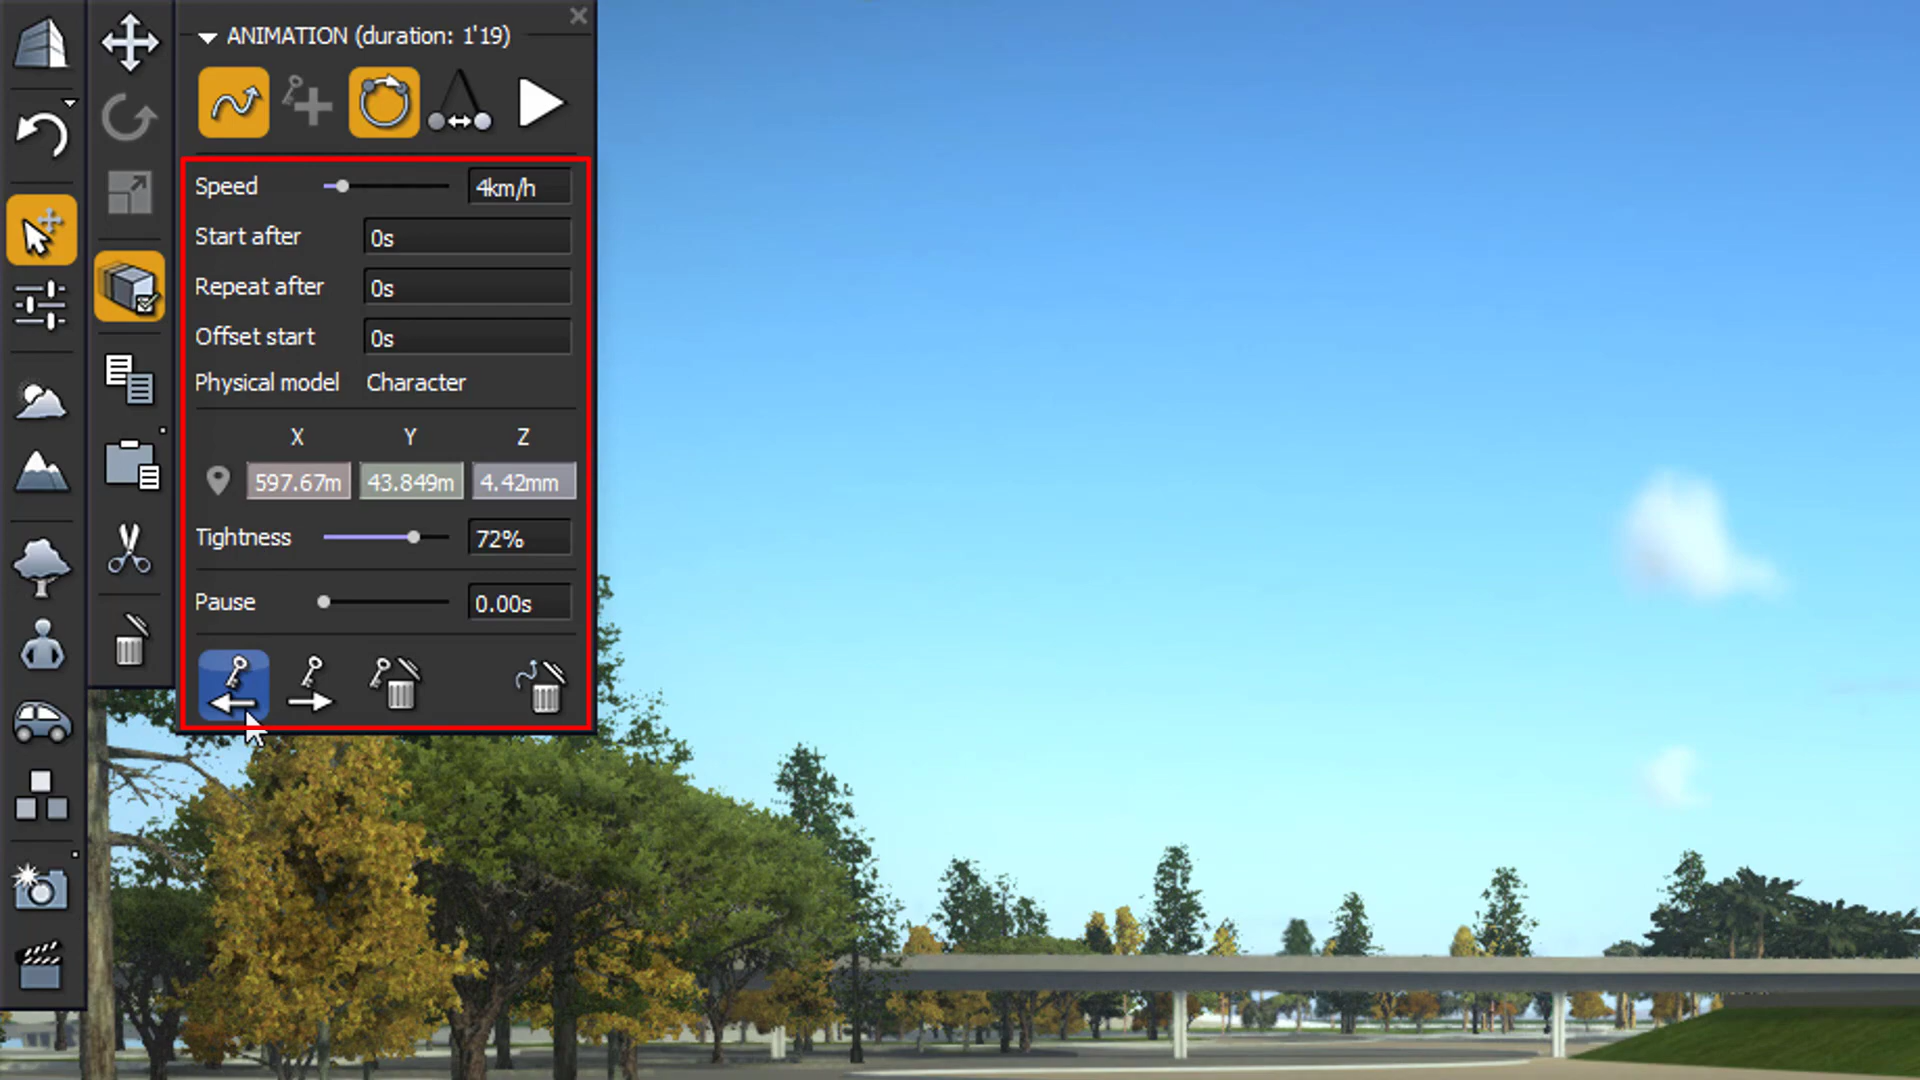 ANIMATION (duration: 1'19)
Speed 4km/h
Start after 0s
Repeat after 0s
Offset start 0s
Physical model Character
X Y Z
597.67m 43.849m 4.42mm
Tightness 72%
Pause 0.00s